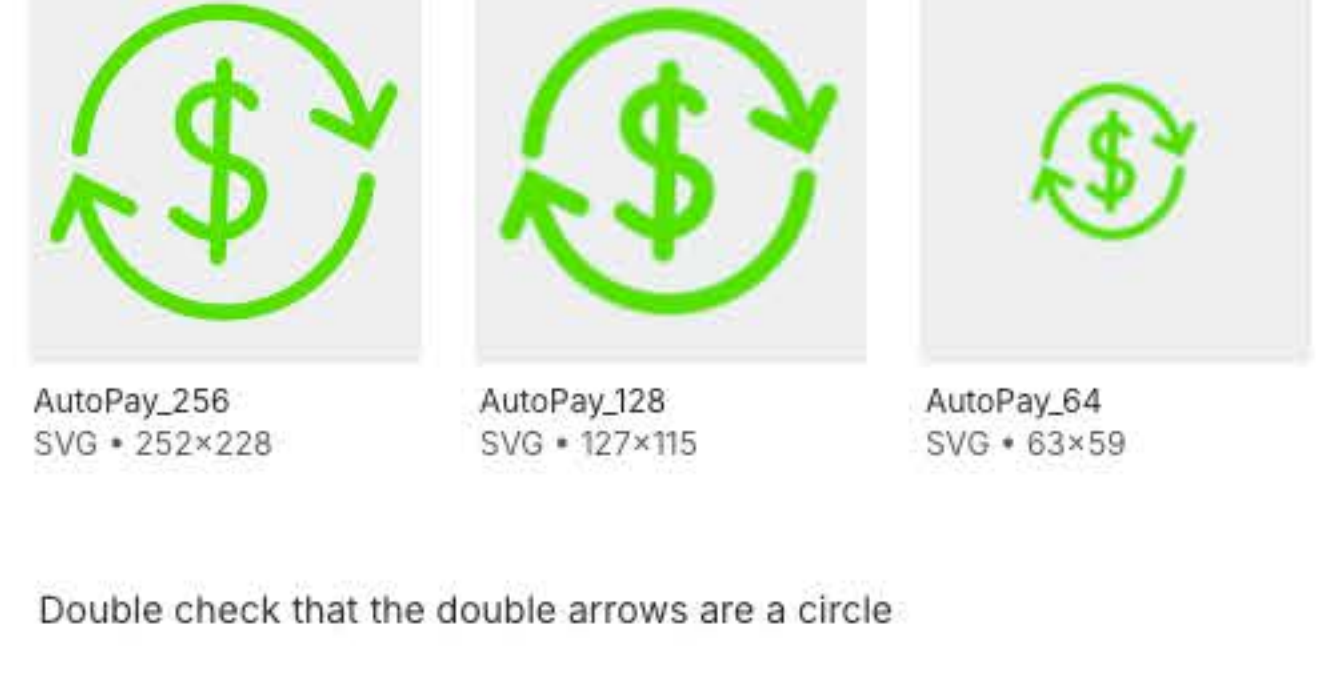 $ $ $
AutoPay_256 AutoPay_128 AutoPay_64
SVG • 252×228 SVG • 127×115 SVG • 63×59
Double check that the double arrows are a circle